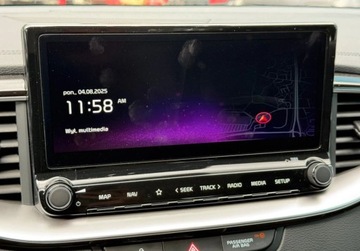 pon., 04.08.2025
11:58 AM
Wył. multimedia
MAP NAV ☆ < SEEK TRACK > RADIO MEDIA SETUP
PASSENGER
AIR BAG